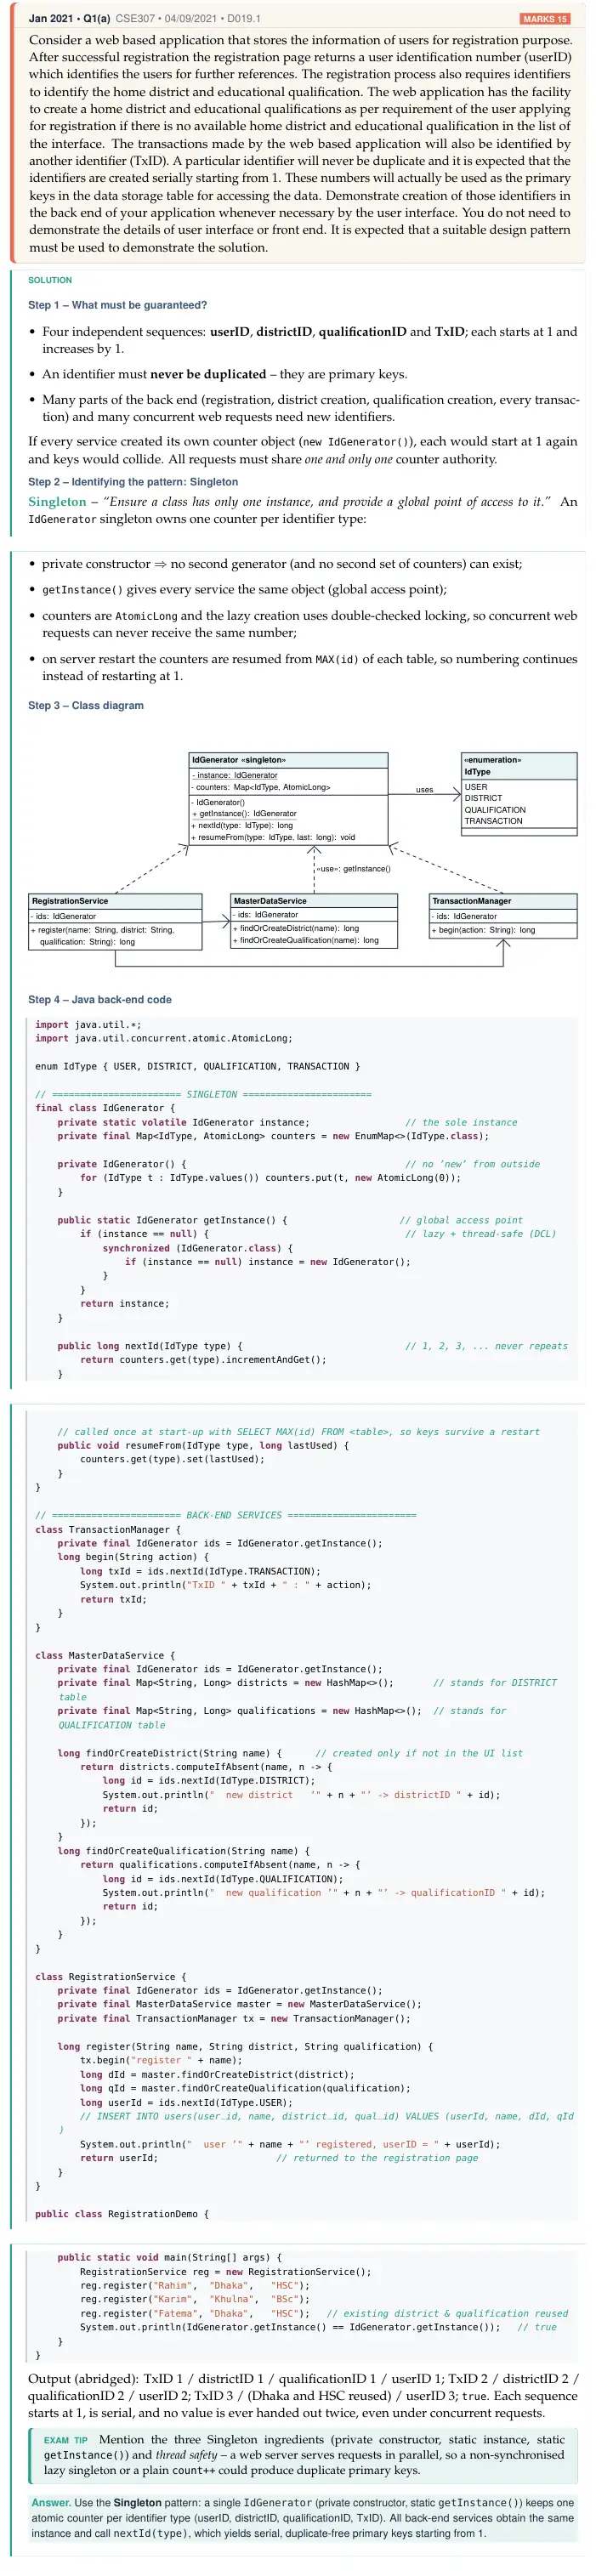 Jan 2021 • Q1(a) CSE307 • 04/09/2021 • D019.1 MARKS 15
Consider a web based application that stores the information of users for registration purpose.
After successful registration the registration page returns a user identification number (userID)
which identifies the users for further references. The registration process also requires identifiers
to identify the home district and educational qualification. The web application has the facility
to create a home district and educational qualifications as per requirement of the user applying
for registration if there is no available home district and educational qualification in the list of
the interface. The transactions made by the web based application will also be identified by
another identifier (TxID). A particular identifier will never be duplicate and it is expected that the
identifiers are created serially starting from 1. These numbers will actually be used as the primary
keys in the data storage table for accessing the data. Demonstrate creation of those identifiers in
the back end of your application whenever necessary by the user interface. You do not need to
demonstrate the details of user interface or front end. It is expected that a suitable design pattern
must be used to demonstrate the solution.
SOLUTION
Step 1 – What must be guaranteed?
• Four independent sequences: userID, districtID, qualificationID and TxID; each starts at 1 and
increases by 1.
• An identifier must never be duplicated – they are primary keys.
• Many parts of the back end (registration, district creation, qualification creation, every transac-
tion) and many concurrent web requests need new identifiers.
If every service created its own counter object (new IdGenerator()), each would start at 1 again
and keys would collide. All requests must share one and only one counter authority.
Step 2 – Identifying the pattern: Singleton
Singleton – “Ensure a class has only one instance, and provide a global point of access to it.” An
IdGenerator singleton owns one counter per identifier type:
• private constructor ⇒ no second generator (and no second set of counters) can exist;
• getInstance() gives every service the same object (global access point);
• counters are AtomicLong and the lazy creation uses double-checked locking, so concurrent web
requests can never receive the same number;
• on server restart the counters are resumed from MAX(id) of each table, so numbering continues
instead of restarting at 1.
Step 3 – Class diagram
IdGenerator «singleton»
- instance: IdGenerator
- counters: Map<IdType, AtomicLong>
- IdGenerator()
+ getInstance(): IdGenerator
+ nextId(type: IdType): long
+ resumeFrom(type: IdType, last: long): void
uses
«enumeration»
IdType
USER
DISTRICT
QUALIFICATION
TRANSACTION
«use»: getInstance()
RegistrationService
- ids: IdGenerator
+ register(name: String, district: String,
qualification: String): long
MasterDataService
- ids: IdGenerator
+ findOrCreateDistrict(name): long
+ findOrCreateQualification(name): long
TransactionManager
- ids: IdGenerator
+ begin(action: String): long
Step 4 – Java back-end code
import java.util.*;
import java.util.concurrent.atomic.AtomicLong;
enum IdType { USER, DISTRICT, QUALIFICATION, TRANSACTION }
// ======================= SINGLETON =======================
final class IdGenerator {
private static volatile IdGenerator instance; // the sole instance
private final Map<IdType, AtomicLong> counters = new EnumMap<>(IdType.class);
private IdGenerator() { // no ’new’ from outside
for (IdType t : IdType.values()) counters.put(t, new AtomicLong(0));
}
public static IdGenerator getInstance() { // global access point
if (instance == null) { // lazy + thread-safe (DCL)
synchronized (IdGenerator.class) {
if (instance == null) instance = new IdGenerator();
}
}
return instance;
}
public long nextId(IdType type) { // 1, 2, 3, ... never repeats
return counters.get(type).incrementAndGet();
}
// called once at start-up with SELECT MAX(id) FROM <table>, so keys survive a restart
public void resumeFrom(IdType type, long lastUsed) {
counters.get(type).set(lastUsed);
}
}
// ======================= BACK-END SERVICES =======================
class TransactionManager {
private final IdGenerator ids = IdGenerator.getInstance();
long begin(String action) {
long txId = ids.nextId(IdType.TRANSACTION);
System.out.println("TxID " + txId + " : " + action);
return txId;
}
}
class MasterDataService {
private final IdGenerator ids = IdGenerator.getInstance();
private final Map<String, Long> districts = new HashMap<>(); // stands for DISTRICT
table
private final Map<String, Long> qualifications = new HashMap<>(); // stands for
QUALIFICATION table
long findOrCreateDistrict(String name) { // created only if not in the UI list
return districts.computeIfAbsent(name, n -> {
long id = ids.nextId(IdType.DISTRICT);
System.out.println("  new district   ’" + n + "’ -> districtID " + id);
return id;
});
}
long findOrCreateQualification(String name) {
return qualifications.computeIfAbsent(name, n -> {
long id = ids.nextId(IdType.QUALIFICATION);
System.out.println("  new qualification ’" + n + "’ -> qualificationID " + id);
return id;
});
}
}
class RegistrationService {
private final IdGenerator ids = IdGenerator.getInstance();
private final MasterDataService master = new MasterDataService();
private final TransactionManager tx = new TransactionManager();
long register(String name, String district, String qualification) {
tx.begin("register " + name);
long dId = master.findOrCreateDistrict(district);
long qId = master.findOrCreateQualification(qualification);
long userId = ids.nextId(IdType.USER);
// INSERT INTO users(user_id, name, district_id, qual_id) VALUES (userId, name, dId, qId
)
System.out.println("  user ’" + name + "’ registered, userID = " + userId);
return userId; // returned to the registration page
}
}
public class RegistrationDemo {
public static void main(String[] args) {
RegistrationService reg = new RegistrationService();
reg.register("Rahim", "Dhaka", "HSC");
reg.register("Karim", "Khulna", "BSc");
reg.register("Fatema", "Dhaka", "HSC"); // existing district & qualification reused
System.out.println(IdGenerator.getInstance() == IdGenerator.getInstance()); // true
}
}
Output (abridged): TxID 1 / districtID 1 / qualificationID 1 / userID 1; TxID 2 / districtID 2 /
qualificationID 2 / userID 2; TxID 3 / (Dhaka and HSC reused) / userID 3; true. Each sequence
starts at 1, is serial, and no value is ever handed out twice, even under concurrent requests.
EXAM TIP Mention the three Singleton ingredients (private constructor, static instance, static
getInstance()) and thread safety – a web server serves requests in parallel, so a non-synchronised
lazy singleton or a plain count++ could produce duplicate primary keys.
Answer. Use the Singleton pattern: a single IdGenerator (private constructor, static getInstance()) keeps one
atomic counter per identifier type (userID, districtID, qualificationID, TxID). All back-end services obtain the same
instance and call nextId(type), which yields serial, duplicate-free primary keys starting from 1.